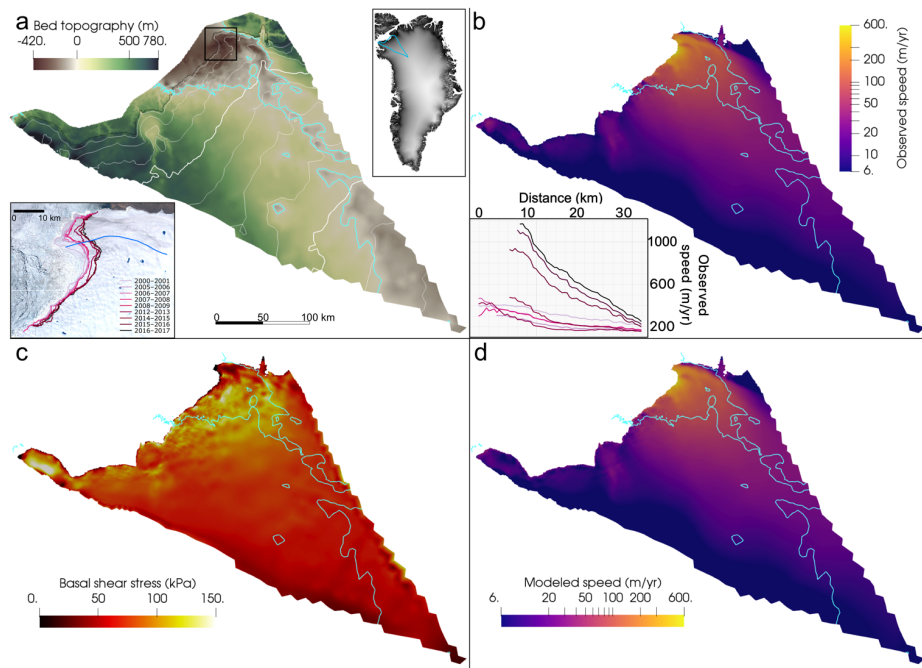 a
Bed topography (m)
-420. 0 500 780.
0 10 km
2000-2001
2005-2006
2006-2007
2007-2008
2008-2009
2012-2013
2014-2015
2015-2016
2016-2017
0 50 100 km
b
600.
200
100
50
20
10
6.
Observed speed (m/yr)
Distance (km)
0 10 20 30
1000
600
200
Observed
speed (m/yr)
c
Basal shear stress (kPa)
0. 50 100 150.
d
Modeled speed (m/yr)
6. 20 50 100 200 600.